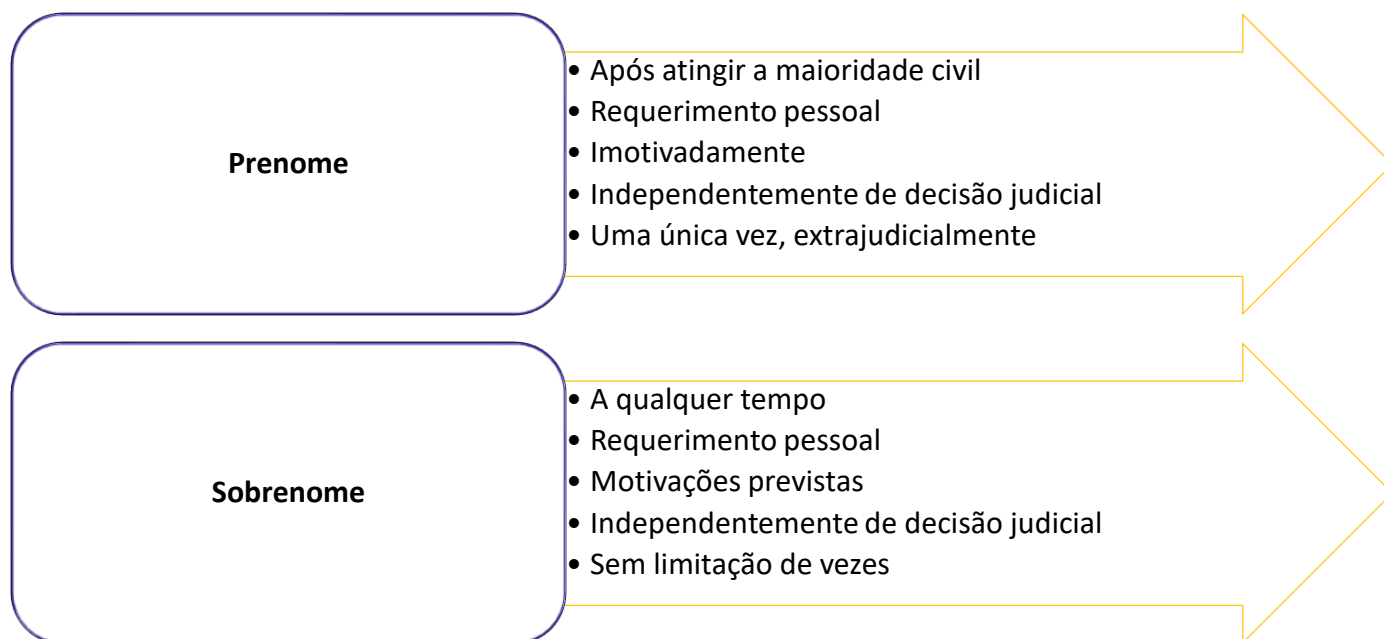 Prenome
• Após atingir a maioridade civil
• Requerimento pessoal
• Imotivadamente
• Independentemente de decisão judicial
• Uma única vez, extrajudicialmente
Sobrenome
• A qualquer tempo
• Requerimento pessoal
• Motivações previstas
• Independentemente de decisão judicial
• Sem limitação de vezes